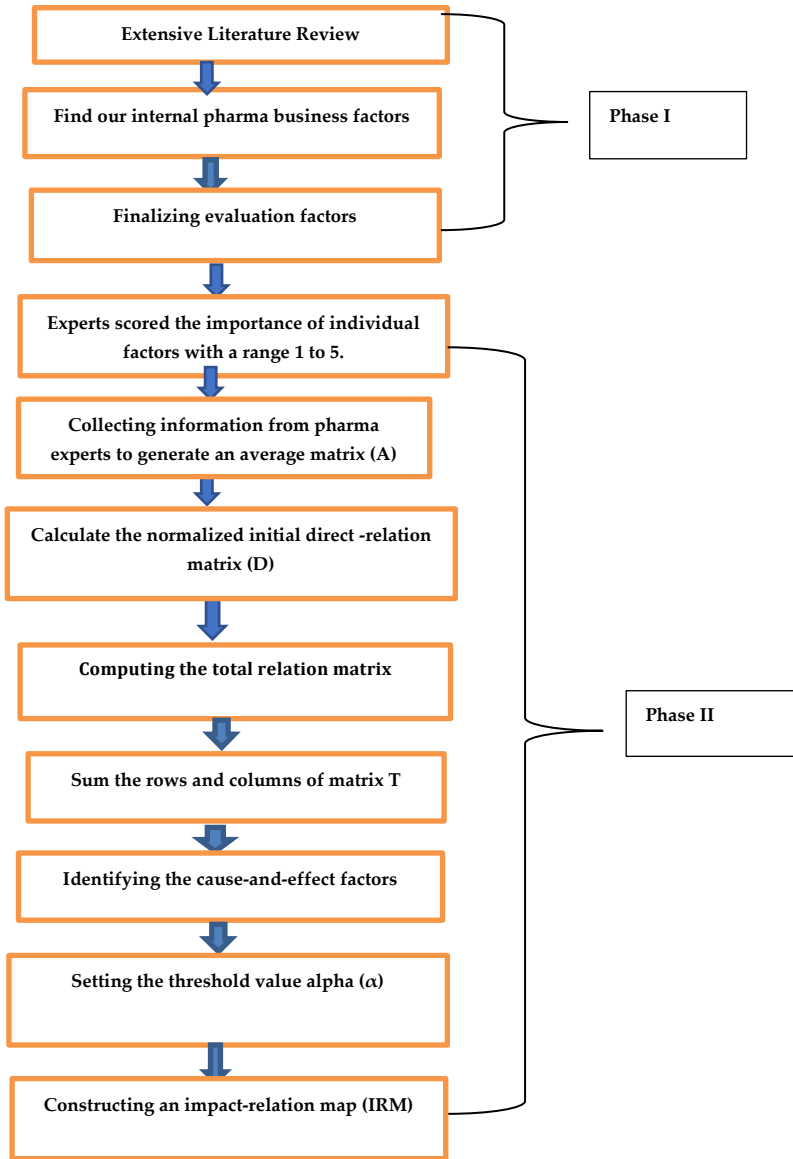 Extensive Literature Review
Find our internal pharma business factors
Phase I
Finalizing evaluation factors
Experts scored the importance of individual
factors with a range 1 to 5.
Collecting information from pharma
experts to generate an average matrix (A)
Calculate the normalized initial direct -relation
matrix (D)
Computing the total relation matrix
Phase II
Sum the rows and columns of matrix T
Identifying the cause-and-effect factors
Setting the threshold value alpha (α)
Constructing an impact-relation map (IRM)